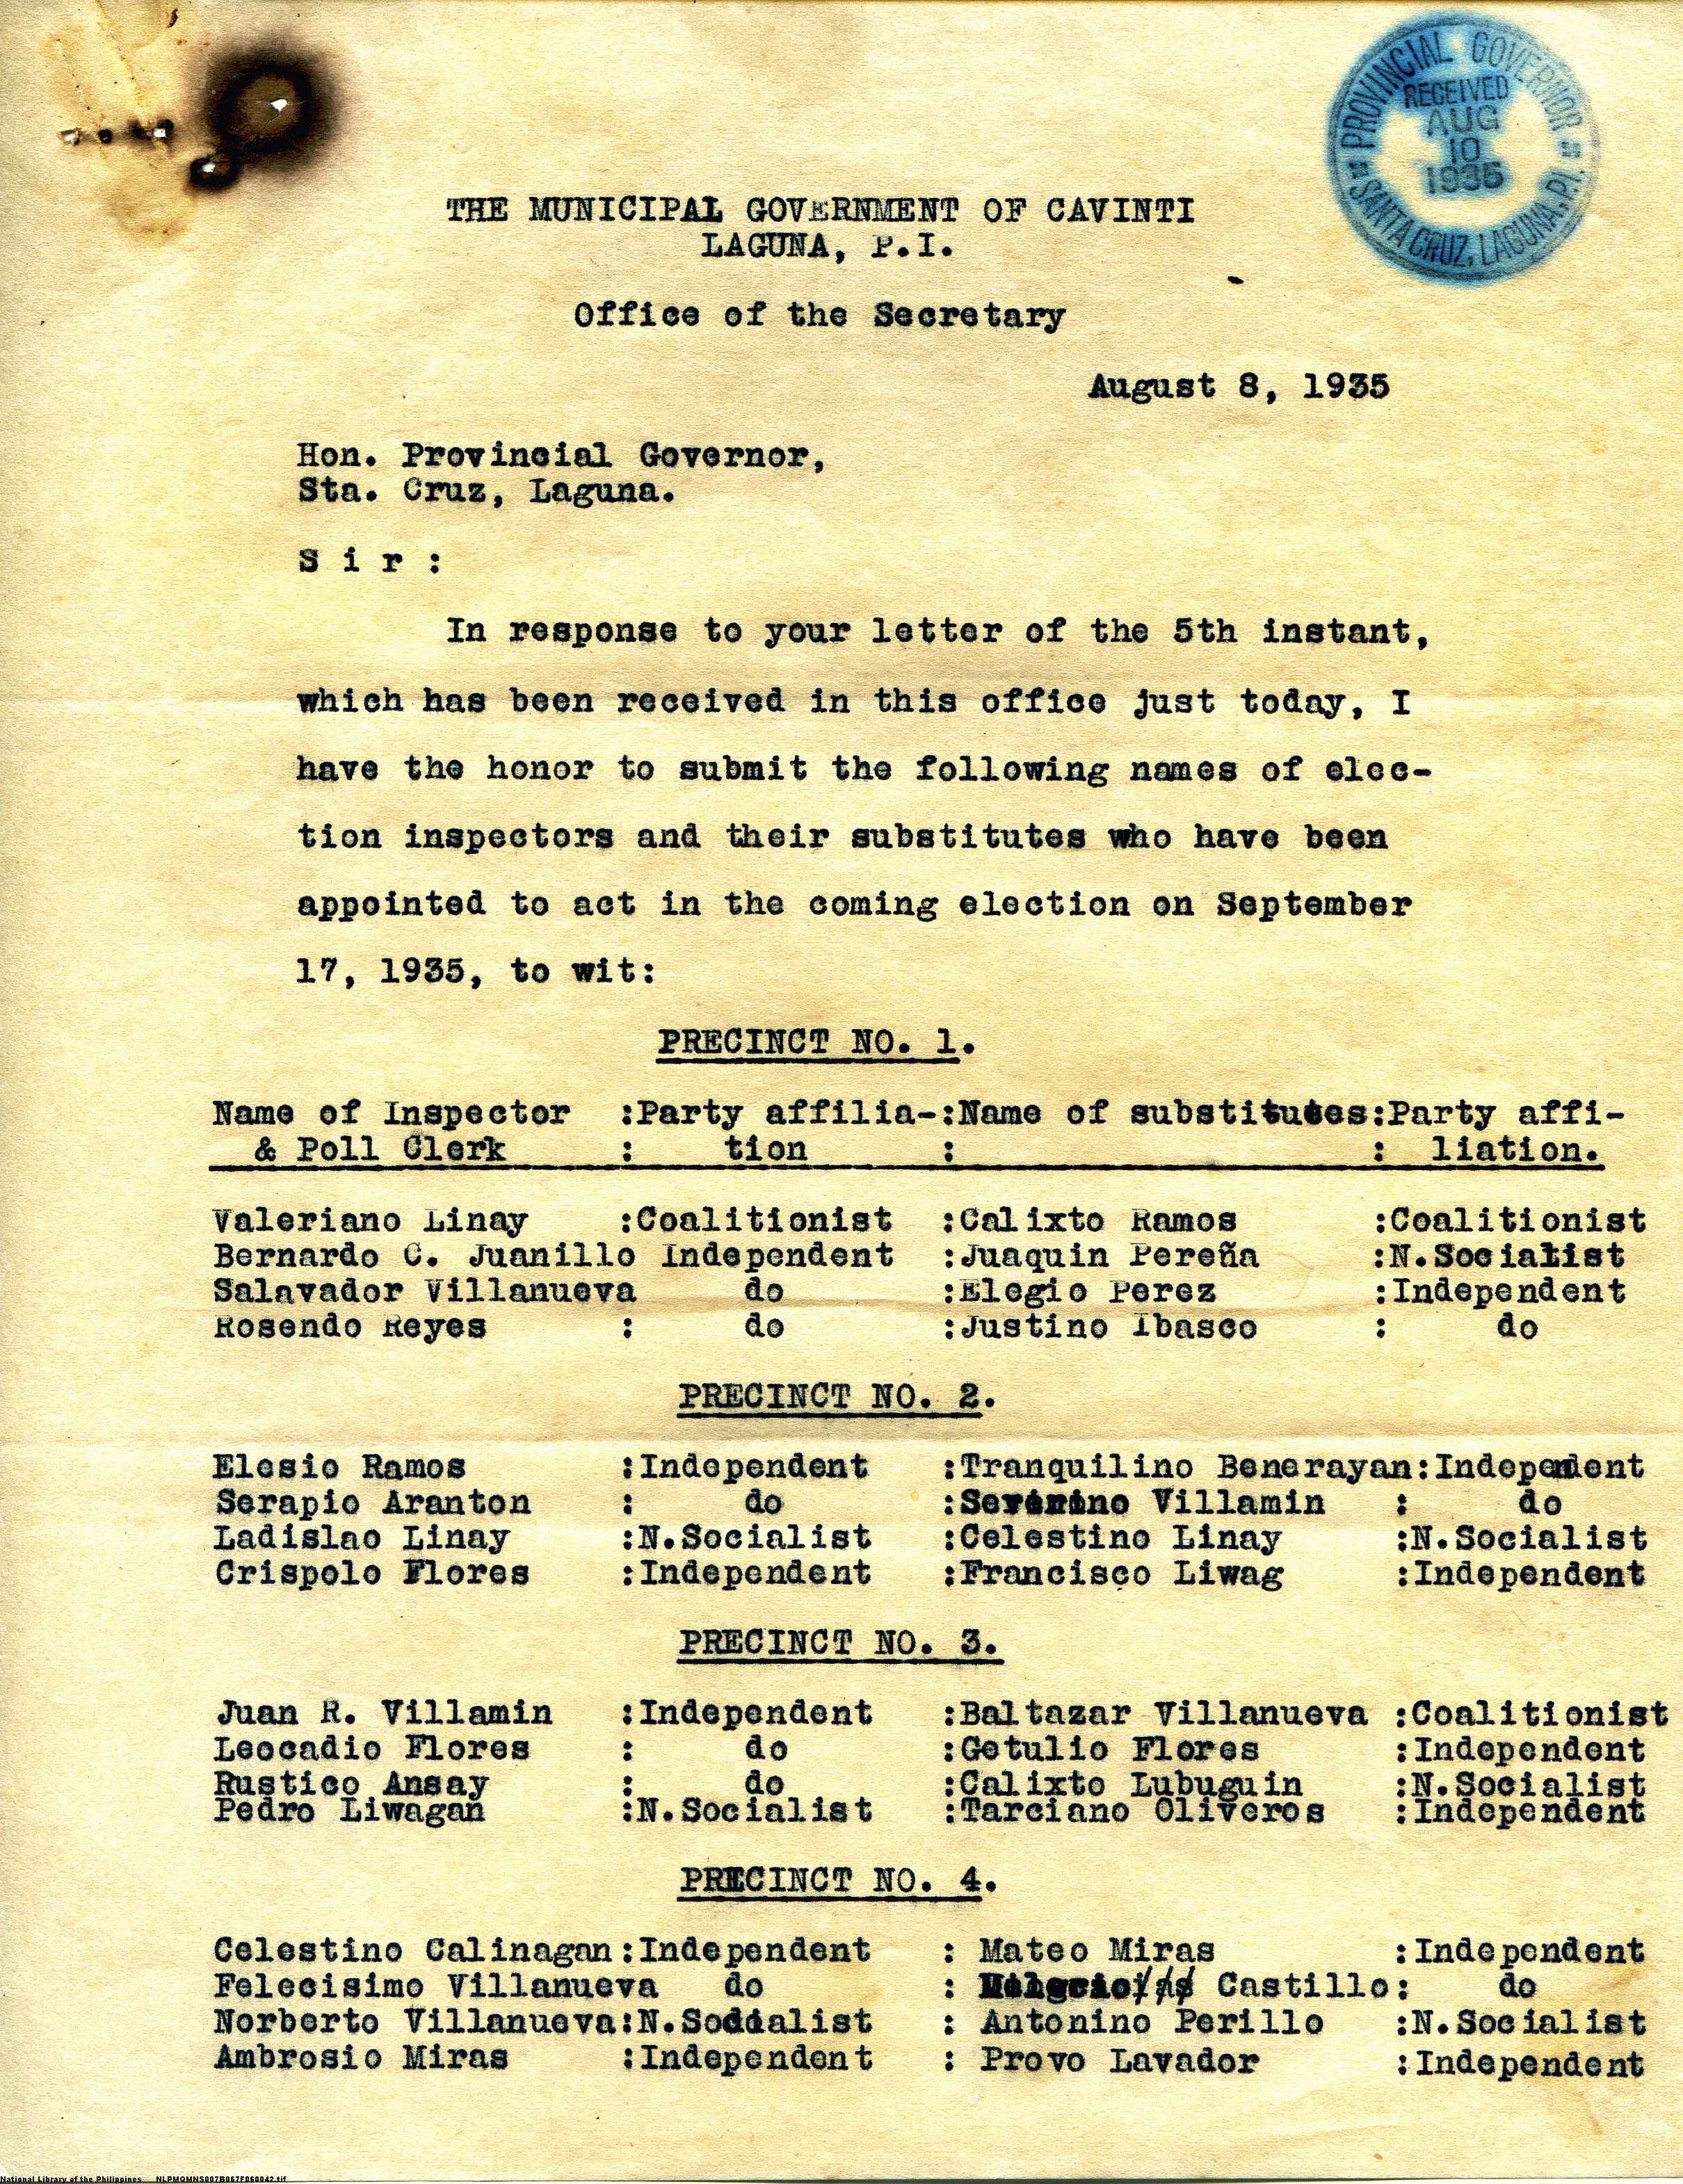 PROVINCIAL GOVERNOR
RECEIVED
AUG
10
1935
SANTA CRUZ, LAGUNA, P.I.
THE MUNICIPAL GOVERNMENT OF CAVINTI
LAGUNA, P.I.
Office of the Secretary
August 8, 1935
Hon. Provincial Governor,
Sta. Cruz, Laguna.
S i r :
In response to your letter of the 5th instant,
which has been received in this office just today, I
have the honor to submit the following names of elec-
tion inspectors and their substitutes who have been
appointed to act in the coming election on September
17, 1935, to wit:
PRECINCT NO. 1.
Name of Inspector :Party affilia-:Name of substitutes:Party affi-
& Poll Clerk : tion : : liation.
Valeriano Linay :Coalitionist :Calixto Ramos :Coalitionist
Bernardo C. Juanillo Independent :Juaquin Pereña :N.Socialist
Salavador Villanueva do :Elegio Perez :Independent
Rosendo Reyes : do :Justino Ibasco : do
PRECINCT NO. 2.
Elesio Ramos :Independent :Tranquilino Benerayan:Independent
Serapio Aranton : do :Severino Villamin : do
Ladislao Linay :N.Socialist :Celestino Linay :N.Socialist
Crispolo Flores :Independent :Francisco Liwag :Independent
PRECINCT NO. 3.
Juan R. Villamin :Independent :Baltazar Villanueva :Coalitionist
Leocadio Flores : do :Getulio Flores :Independent
Rustico Ansay : do :Calixto Lubuguin :N.Socialist
Pedro Liwagan :N.Socialist :Tarciano Oliveros :Independent
PRECINCT NO. 4.
Celestino Calinagan:Independent : Mateo Miras :Independent
Felecisimo Villanueva do : Castillo: do
Norberto Villanueva:N.Socialist : Antonino Perillo :N.Socialist
Ambrosio Miras :Independent : Provo Lavador :Independent
National Library of the Philippines NLPMQMNS007B067F060042.tif